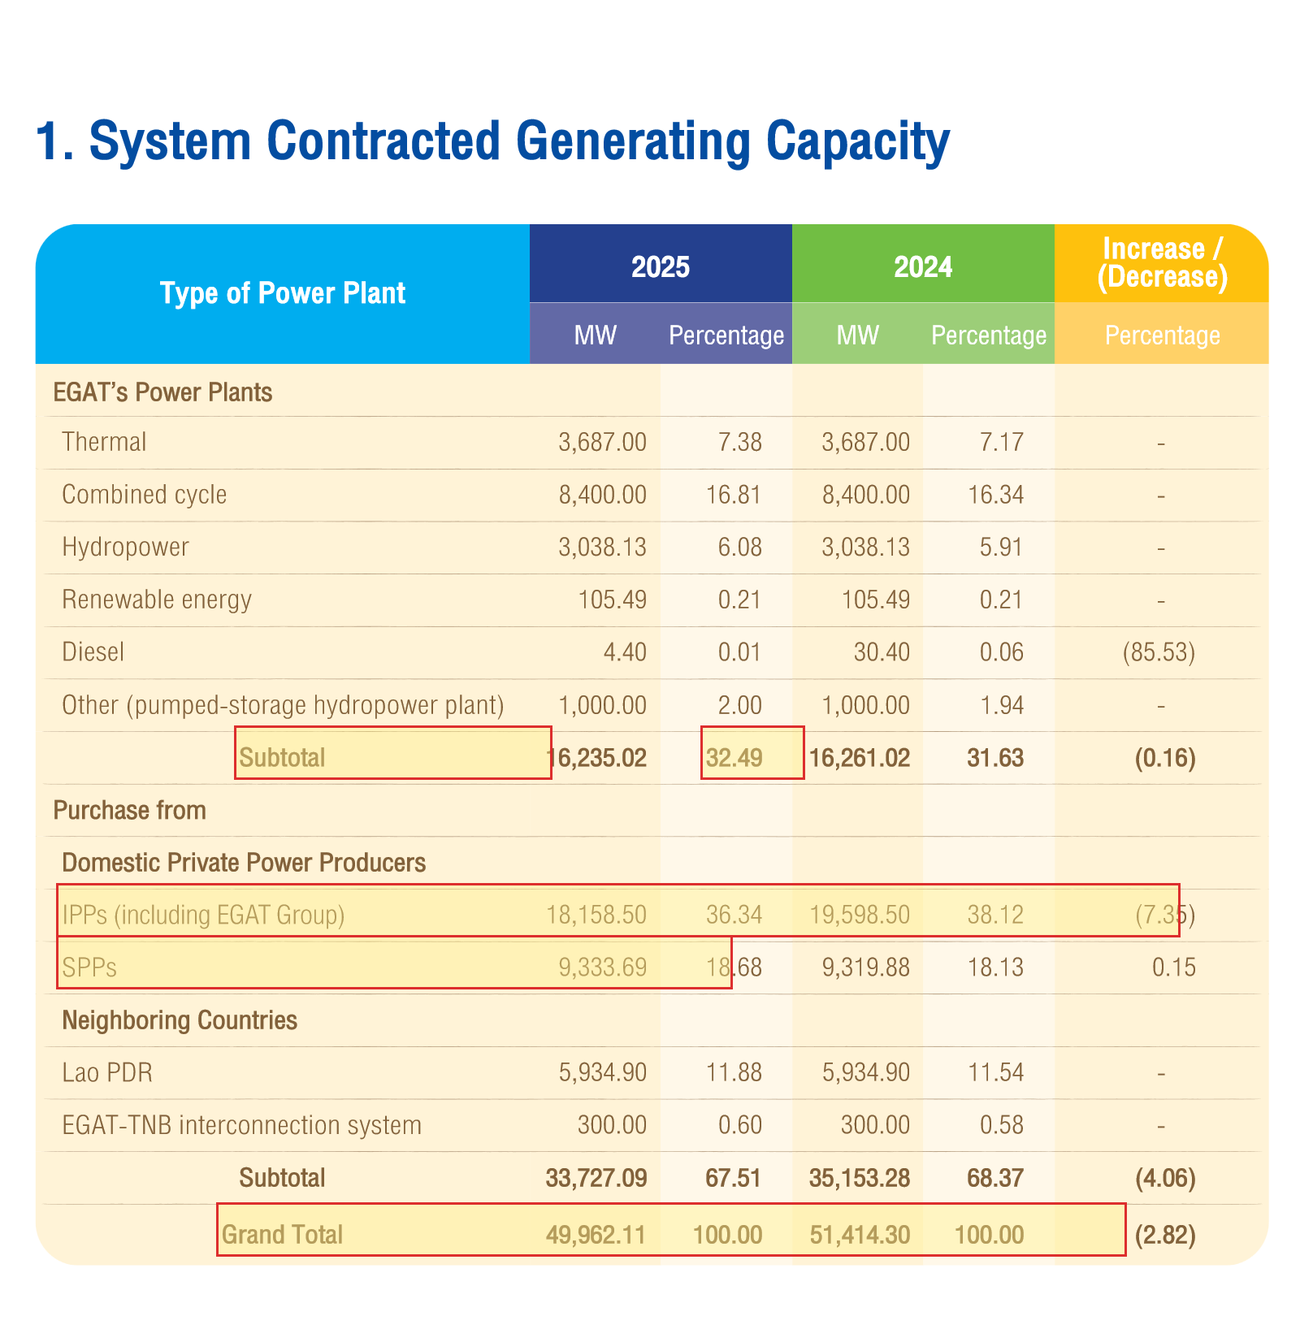 1. System Contracted Generating Capacity
Type of Power Plant 2025 2024 Increase / (Decrease)
MW Percentage MW Percentage Percentage
EGAT's Power Plants
Thermal 3,687.00 7.38 3,687.00 7.17 -
Combined cycle 8,400.00 16.81 8,400.00 16.34 -
Hydropower 3,038.13 6.08 3,038.13 5.91 -
Renewable energy 105.49 0.21 105.49 0.21 -
Diesel 4.40 0.01 30.40 0.06 (85.53)
Other (pumped-storage hydropower plant) 1,000.00 2.00 1,000.00 1.94 -
Subtotal 16,235.02 32.49 16,261.02 31.63 (0.16)
Purchase from
Domestic Private Power Producers
IPPs (including EGAT Group) 18,158.50 36.34 19,598.50 38.12 (7.35)
SPPs 9,333.69 18.68 9,319.88 18.13 0.15
Neighboring Countries
Lao PDR 5,934.90 11.88 5,934.90 11.54 -
EGAT-TNB interconnection system 300.00 0.60 300.00 0.58 -
Subtotal 33,727.09 67.51 35,153.28 68.37 (4.06)
Grand Total 49,962.11 100.00 51,414.30 100.00 (2.82)